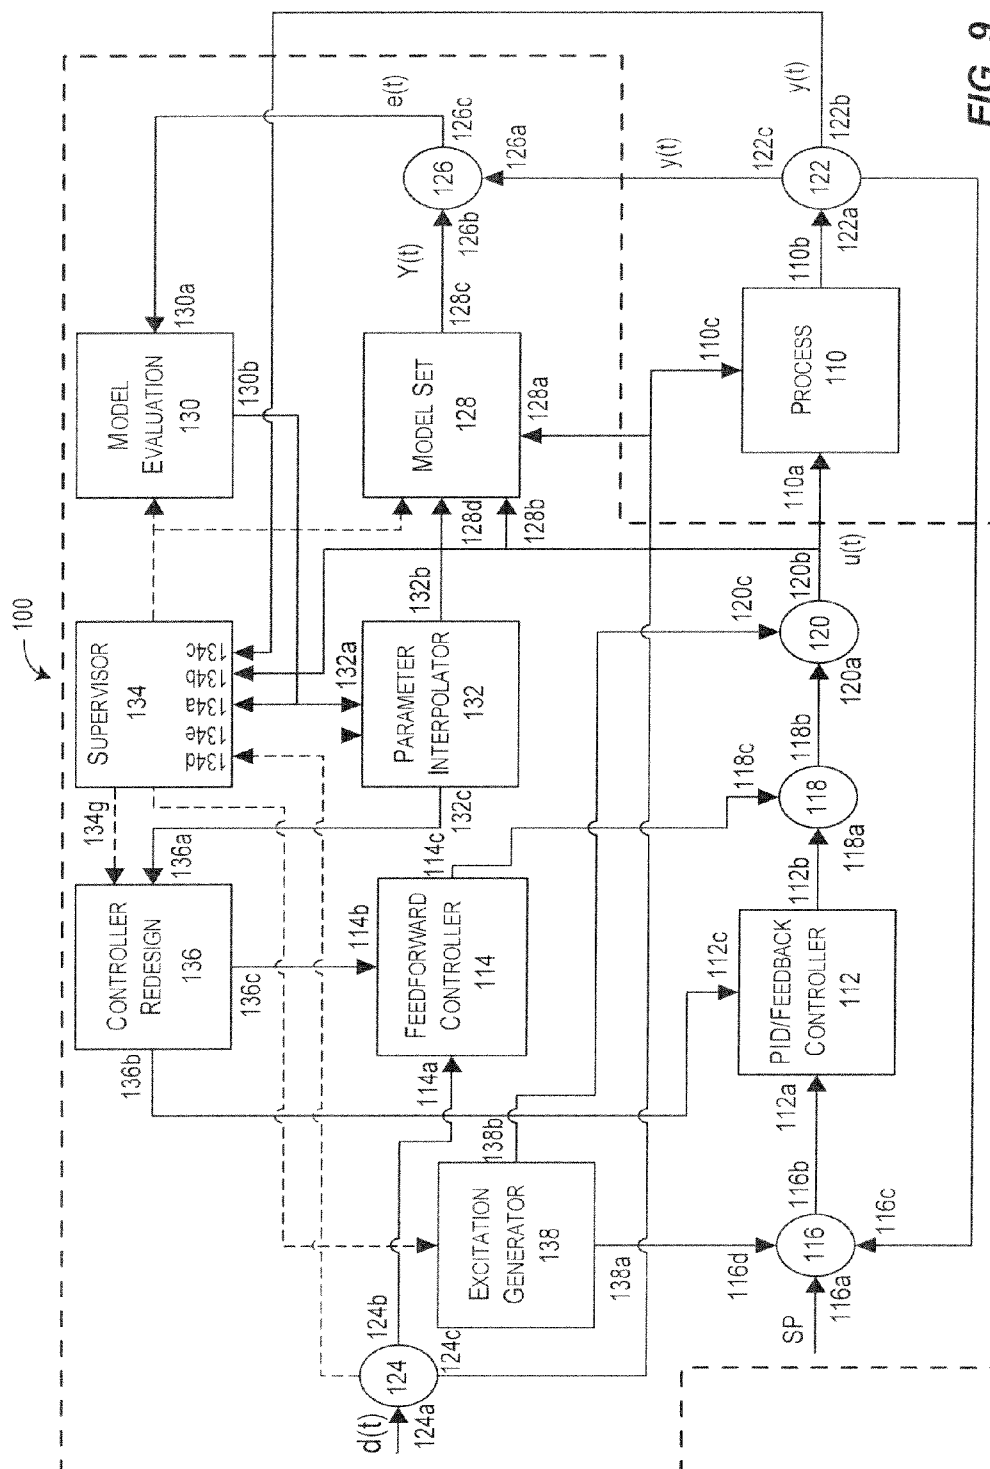 100
SUPERVISOR
134
134g
134c
134b
134a
134e
134d
CONTROLLER
REDESIGN
136
136a
136b
136c
MODEL
EVALUATION
130
130a
130b
PARAMETER
INTERPOLATOR
132
132a
132b
132c
MODEL SET
128
128a
128b
128c
128d
Y(t)
126
126a
126b
126c
e(t)
FEEDFORWARD
CONTROLLER
114
114a
114b
114c
EXCITATION
GENERATOR
138
138a
138b
d(t)
124
124a
124b
124c
SP
116
116a
116b
116c
116d
PID/FEEDBACK
CONTROLLER
112
112a
112b
112c
118
118a
118b
118c
120
120a
120b
120c
u(t)
PROCESS
110
110a
110b
110c
122
122a
122b
122c
y(t)
y(t)
FIG. 9